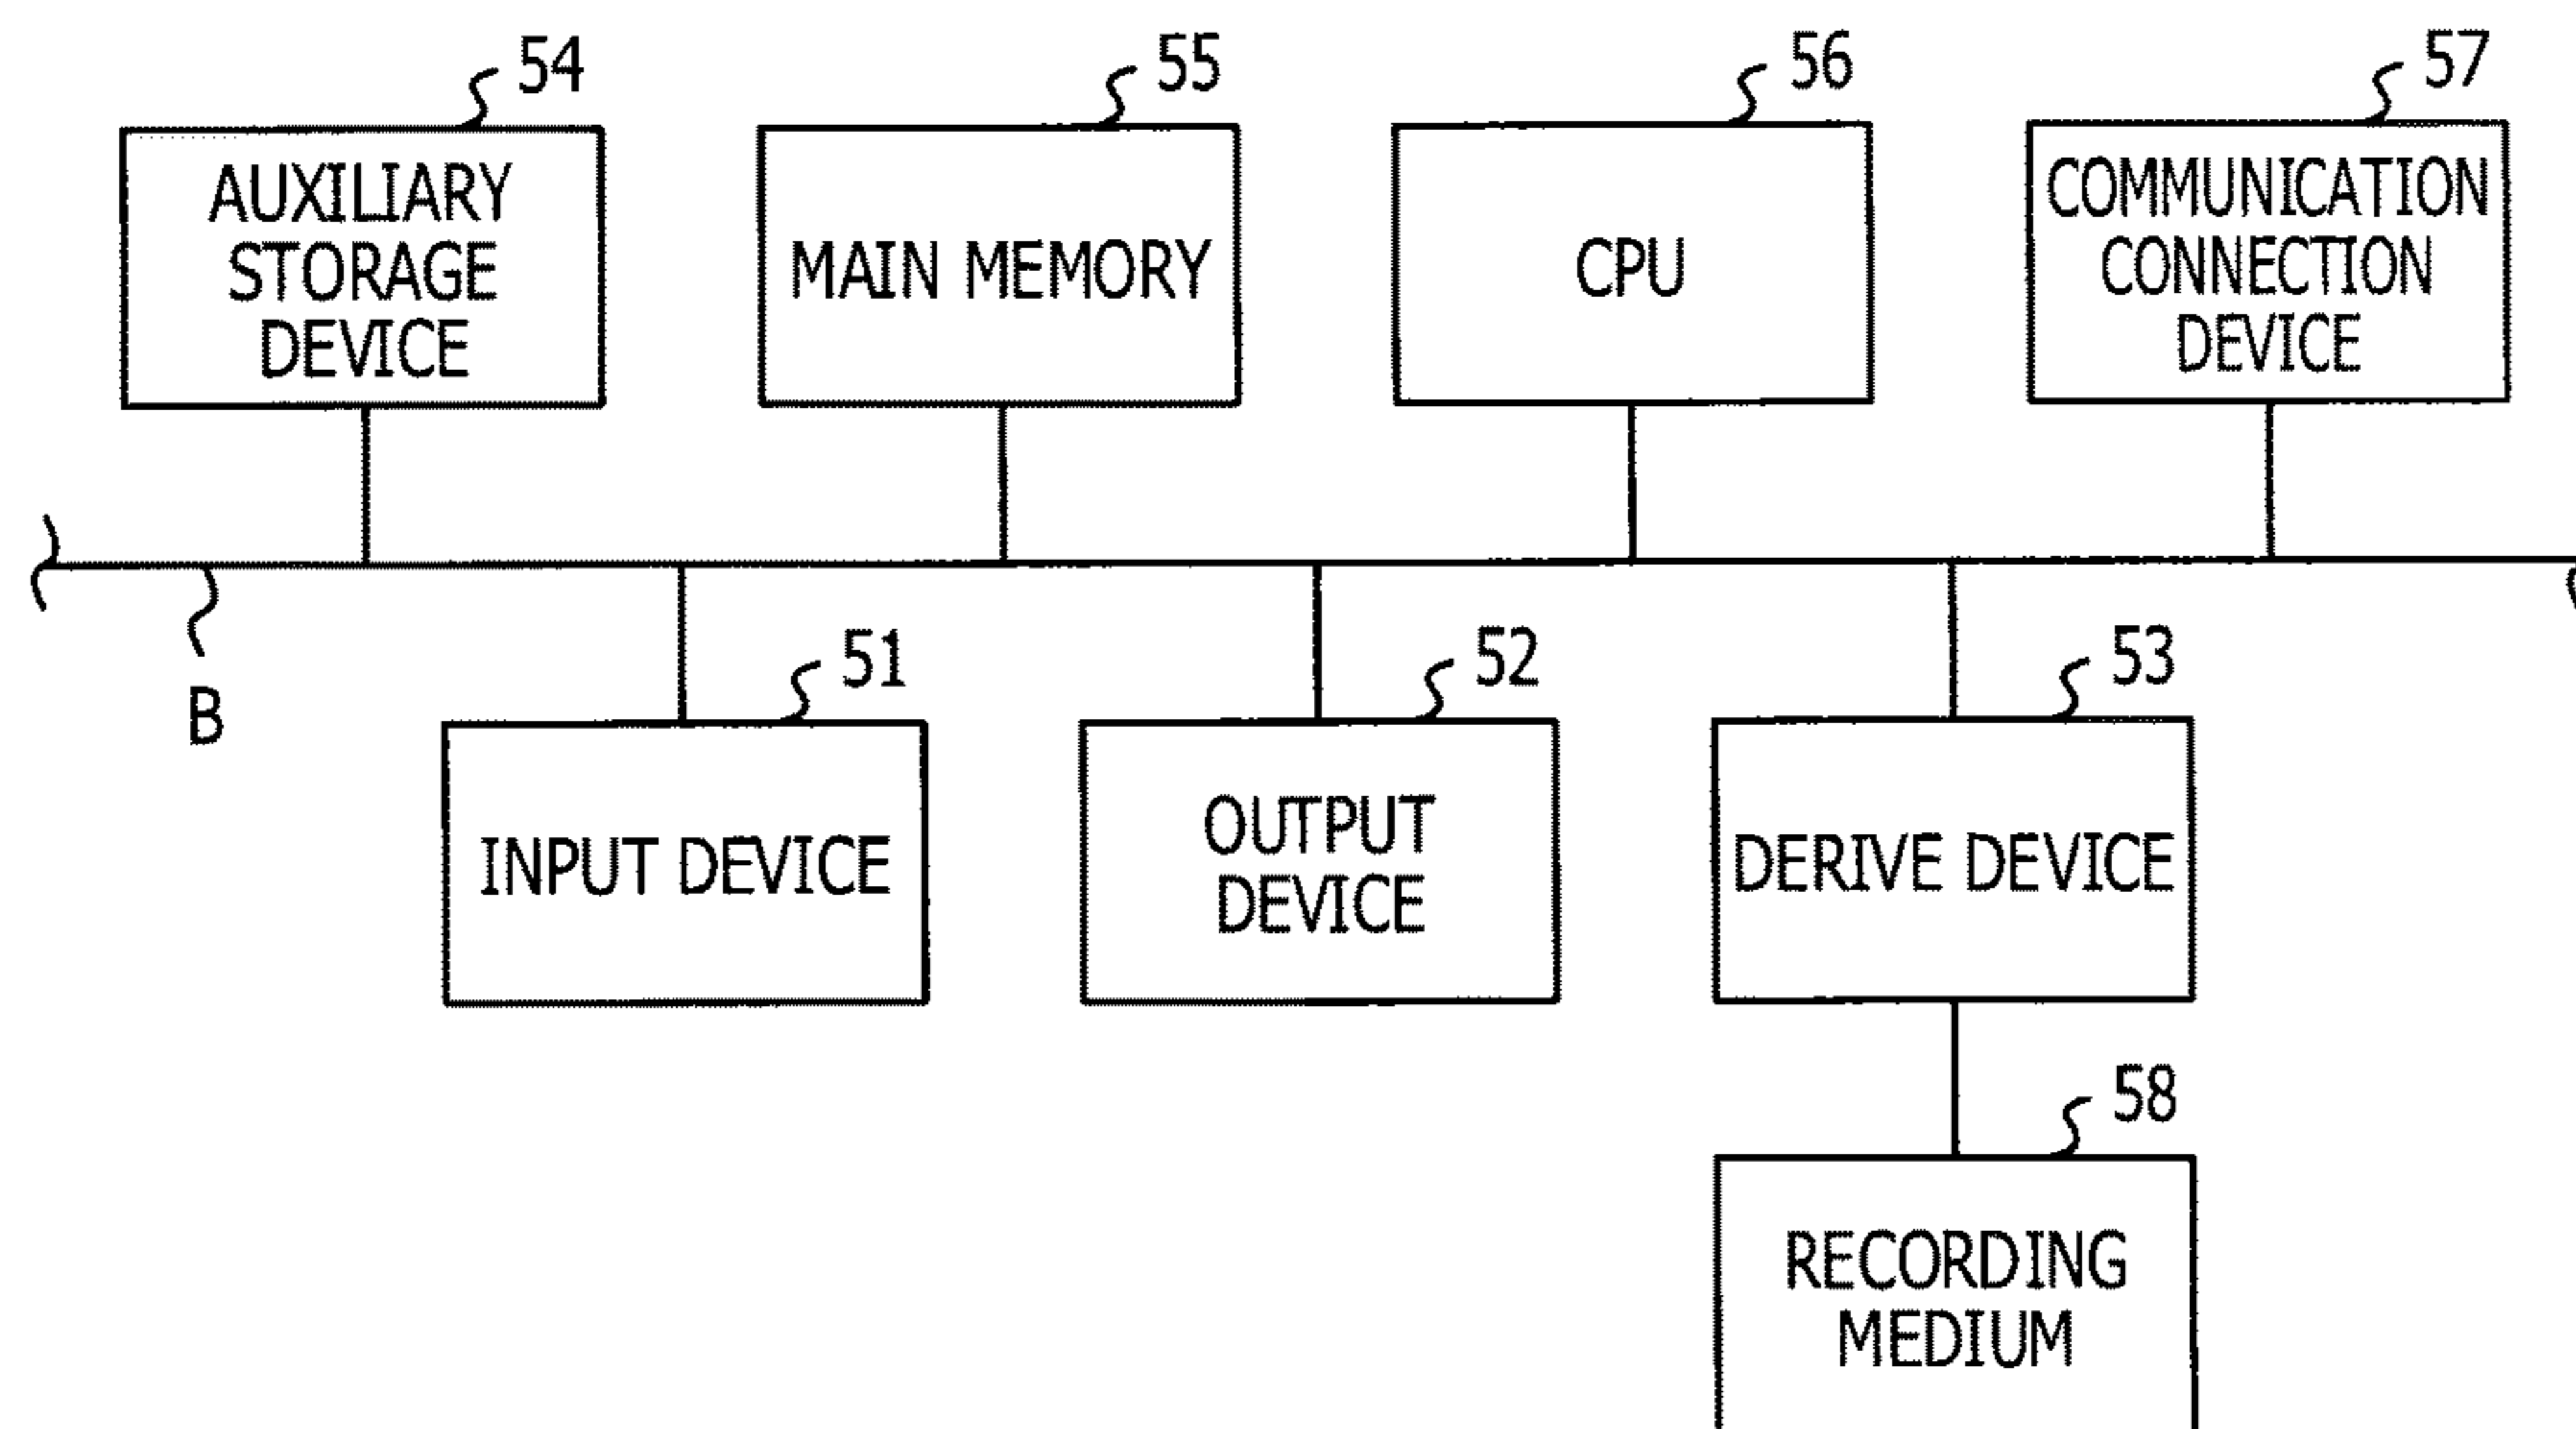 54
55
56
57
AUXILIARY
STORAGE
DEVICE
MAIN MEMORY
CPU
COMMUNICATION
CONNECTION
DEVICE
B
51
52
53
INPUT DEVICE
OUTPUT
DEVICE
DERIVE DEVICE
58
RECORDING
MEDIUM